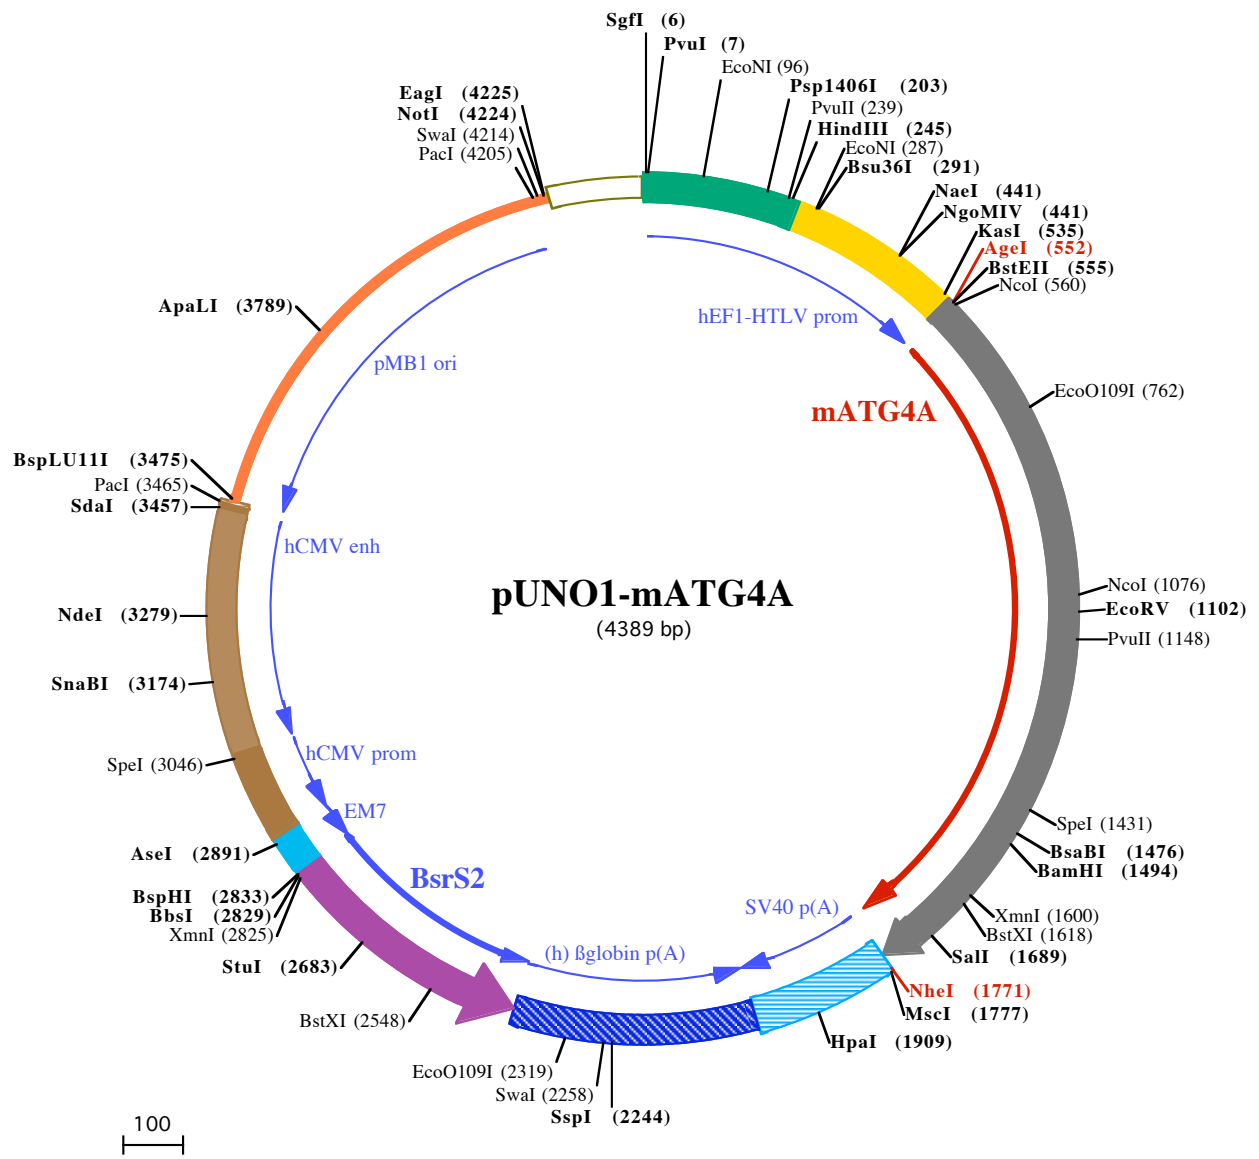 SgfI (6)
PvuI (7)
EcoNI (96)
Psp1406I (203)
PvuII (239)
HindIII (245)
EcoNI (287)
Bsu36I (291)
NaeI (441)
NgoMIV (441)
KasI (535)
AgeI (552)
BstEII (555)
NcoI (560)
EcoO109I (762)
NcoI (1076)
EcoRV (1102)
PvuII (1148)
SpeI (1431)
BsaBI (1476)
BamHI (1494)
XmnI (1600)
BstXI (1618)
SalI (1689)
NheI (1771)
MscI (1777)
HpaI (1909)
SspI (2244)
SwaI (2258)
EcoO109I (2319)
BstXI (2548)
StuI (2683)
XmnI (2825)
BbsI (2829)
BspHI (2833)
AseI (2891)
SpeI (3046)
SnaBI (3174)
NdeI (3279)
SdaI (3457)
PacI (3465)
BspLU11I (3475)
ApaLI (3789)
PacI (4205)
SwaI (4214)
NotI (4224)
EagI (4225)
hEF1-HTLV prom
mATG4A
SV40 p(A)
(h) ßglobin p(A)
BsrS2
EM7
hCMV prom
hCMV enh
pMB1 ori
pUNO1-mATG4A
(4389 bp)
100